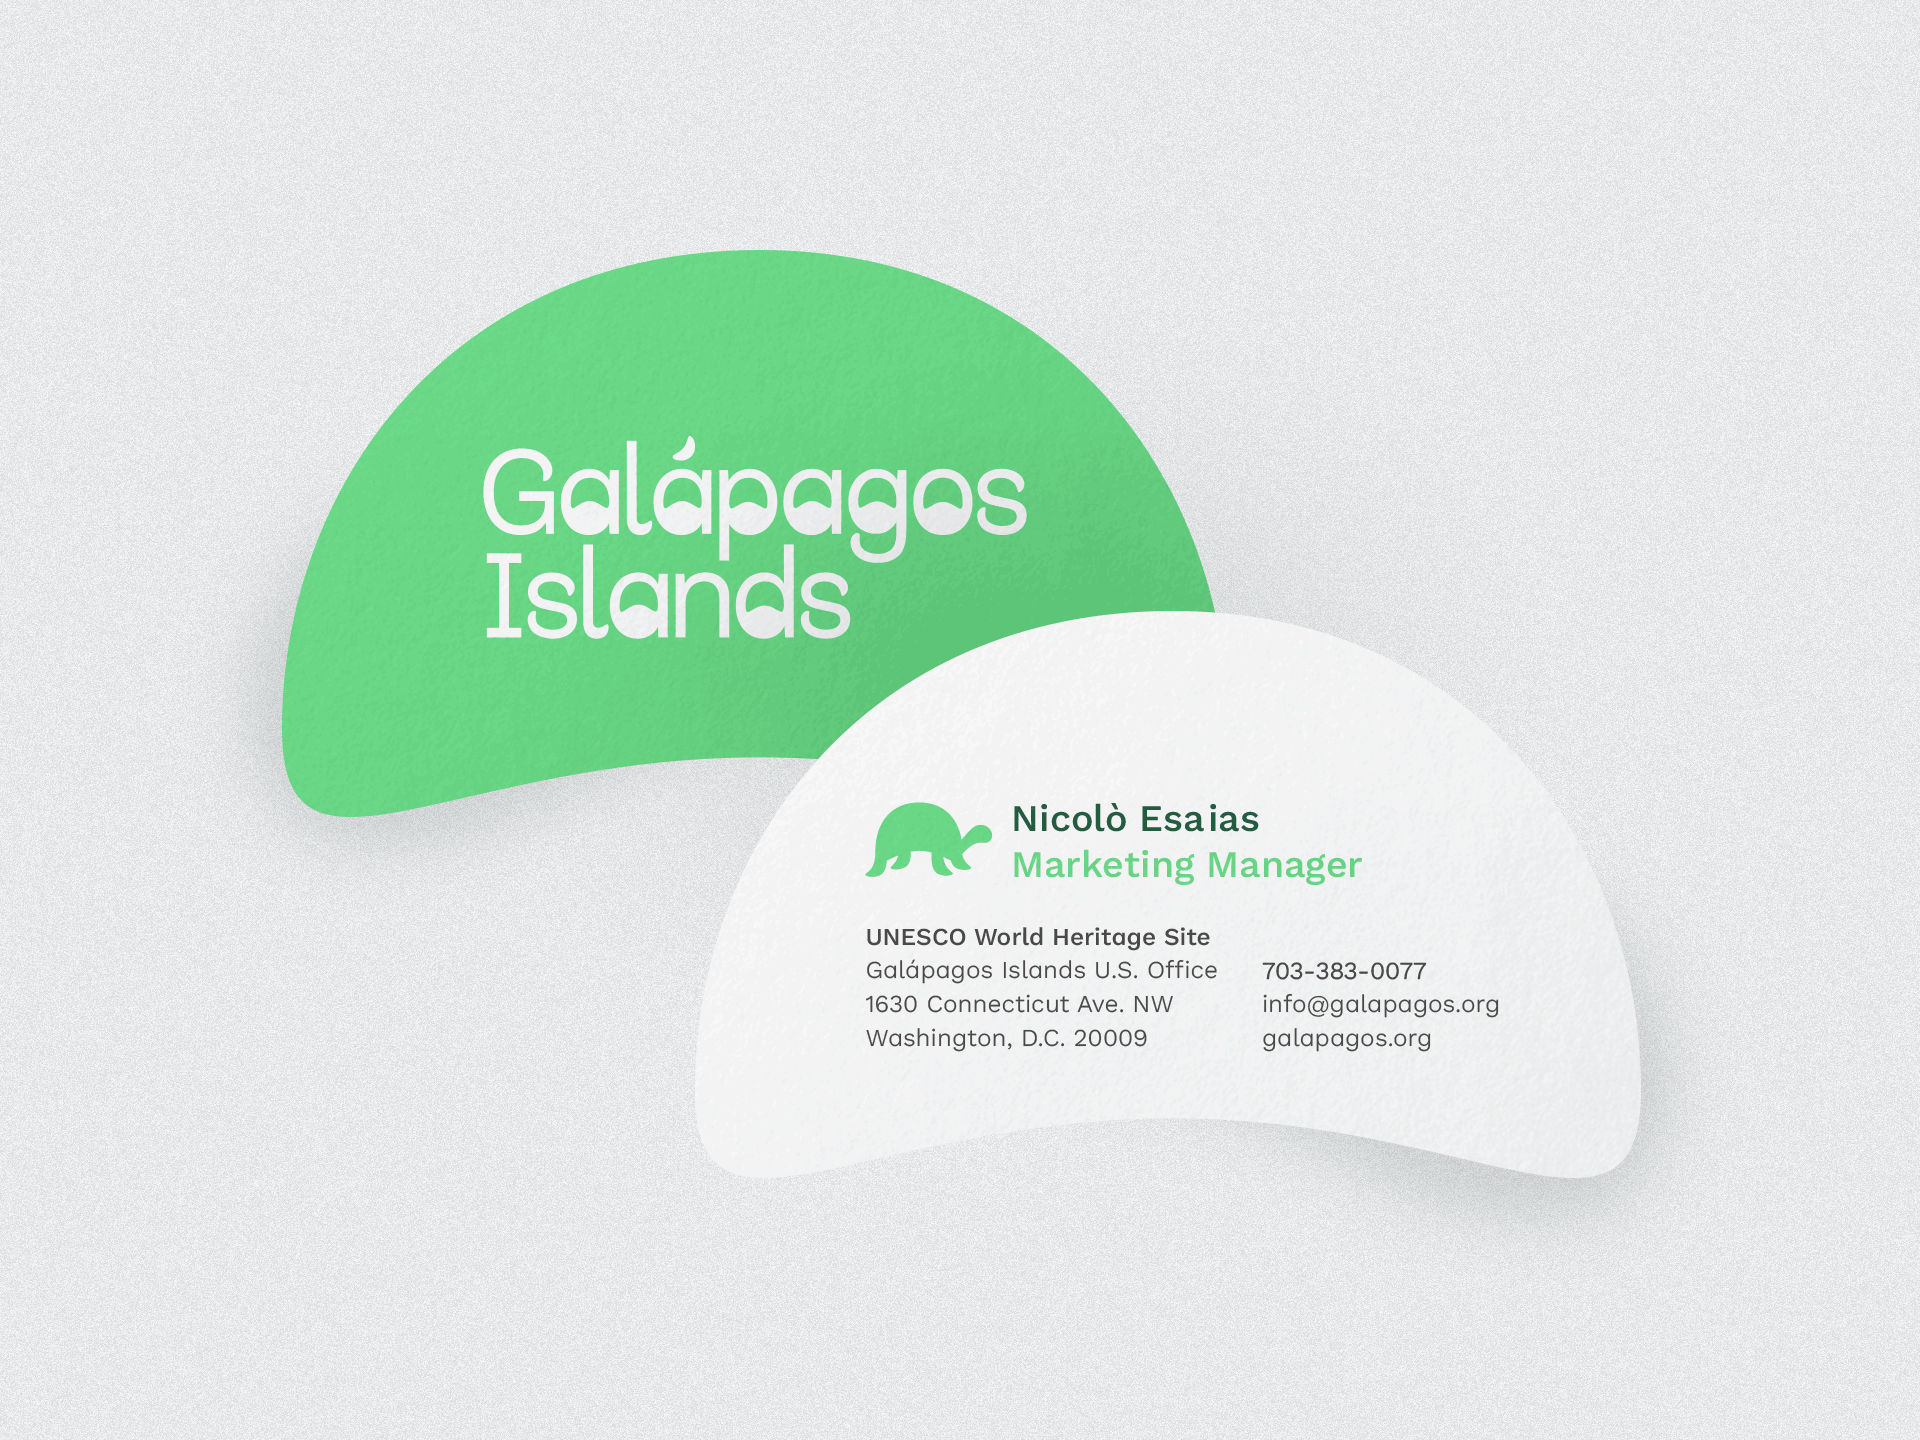 Galápagos
Islands
Nicolò Esaias
Marketing Manager
UNESCO World Heritage Site
Galápagos Islands U.S. Office
1630 Connecticut Ave. NW
Washington, D.C. 20009
703-383-0077
info@galapagos.org
galapagos.org